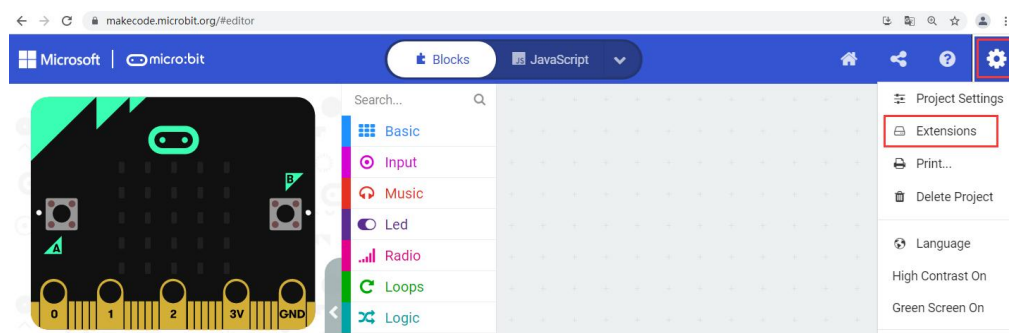 makecode.microbit.org/#editor
Microsoft | micro:bit
Blocks
JavaScript
Search...
Basic
Input
Music
Led
Radio
Loops
Logic
B
A
0 1 2 3V GND
Project Settings
Extensions
Print...
Delete Project
Language
High Contrast On
Green Screen On